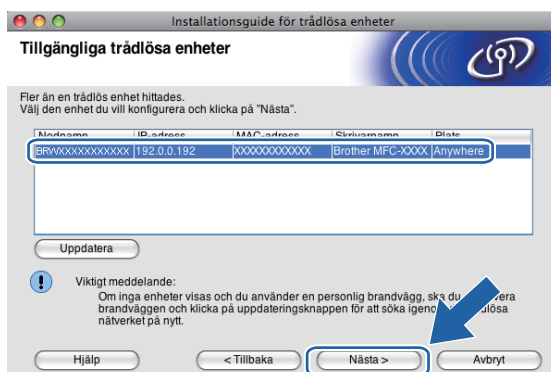 Installationsguide för trådlösa enheter
Tillgängliga trådlösa enheter
Fler än en trådlös enhet hittades.
Välj den enhet du vill konfigurera och klicka på "Nästa".
Nodnamn IP-adress MAC-adress Skrivarnamn Plats
BRWXXXXXXXXXXX 192.0.0.192 XXXXXXXXXXXX Brother MFC-XXXX Anywhere
Uppdatera
Viktigt meddelande:
Om inga enheter visas och du använder en personlig brandvägg, ska du
brandväggen och klicka på uppdateringsknappen för att söka igenom
nätverket på nytt.
Hjälp < Tillbaka Nästa > Avbryt